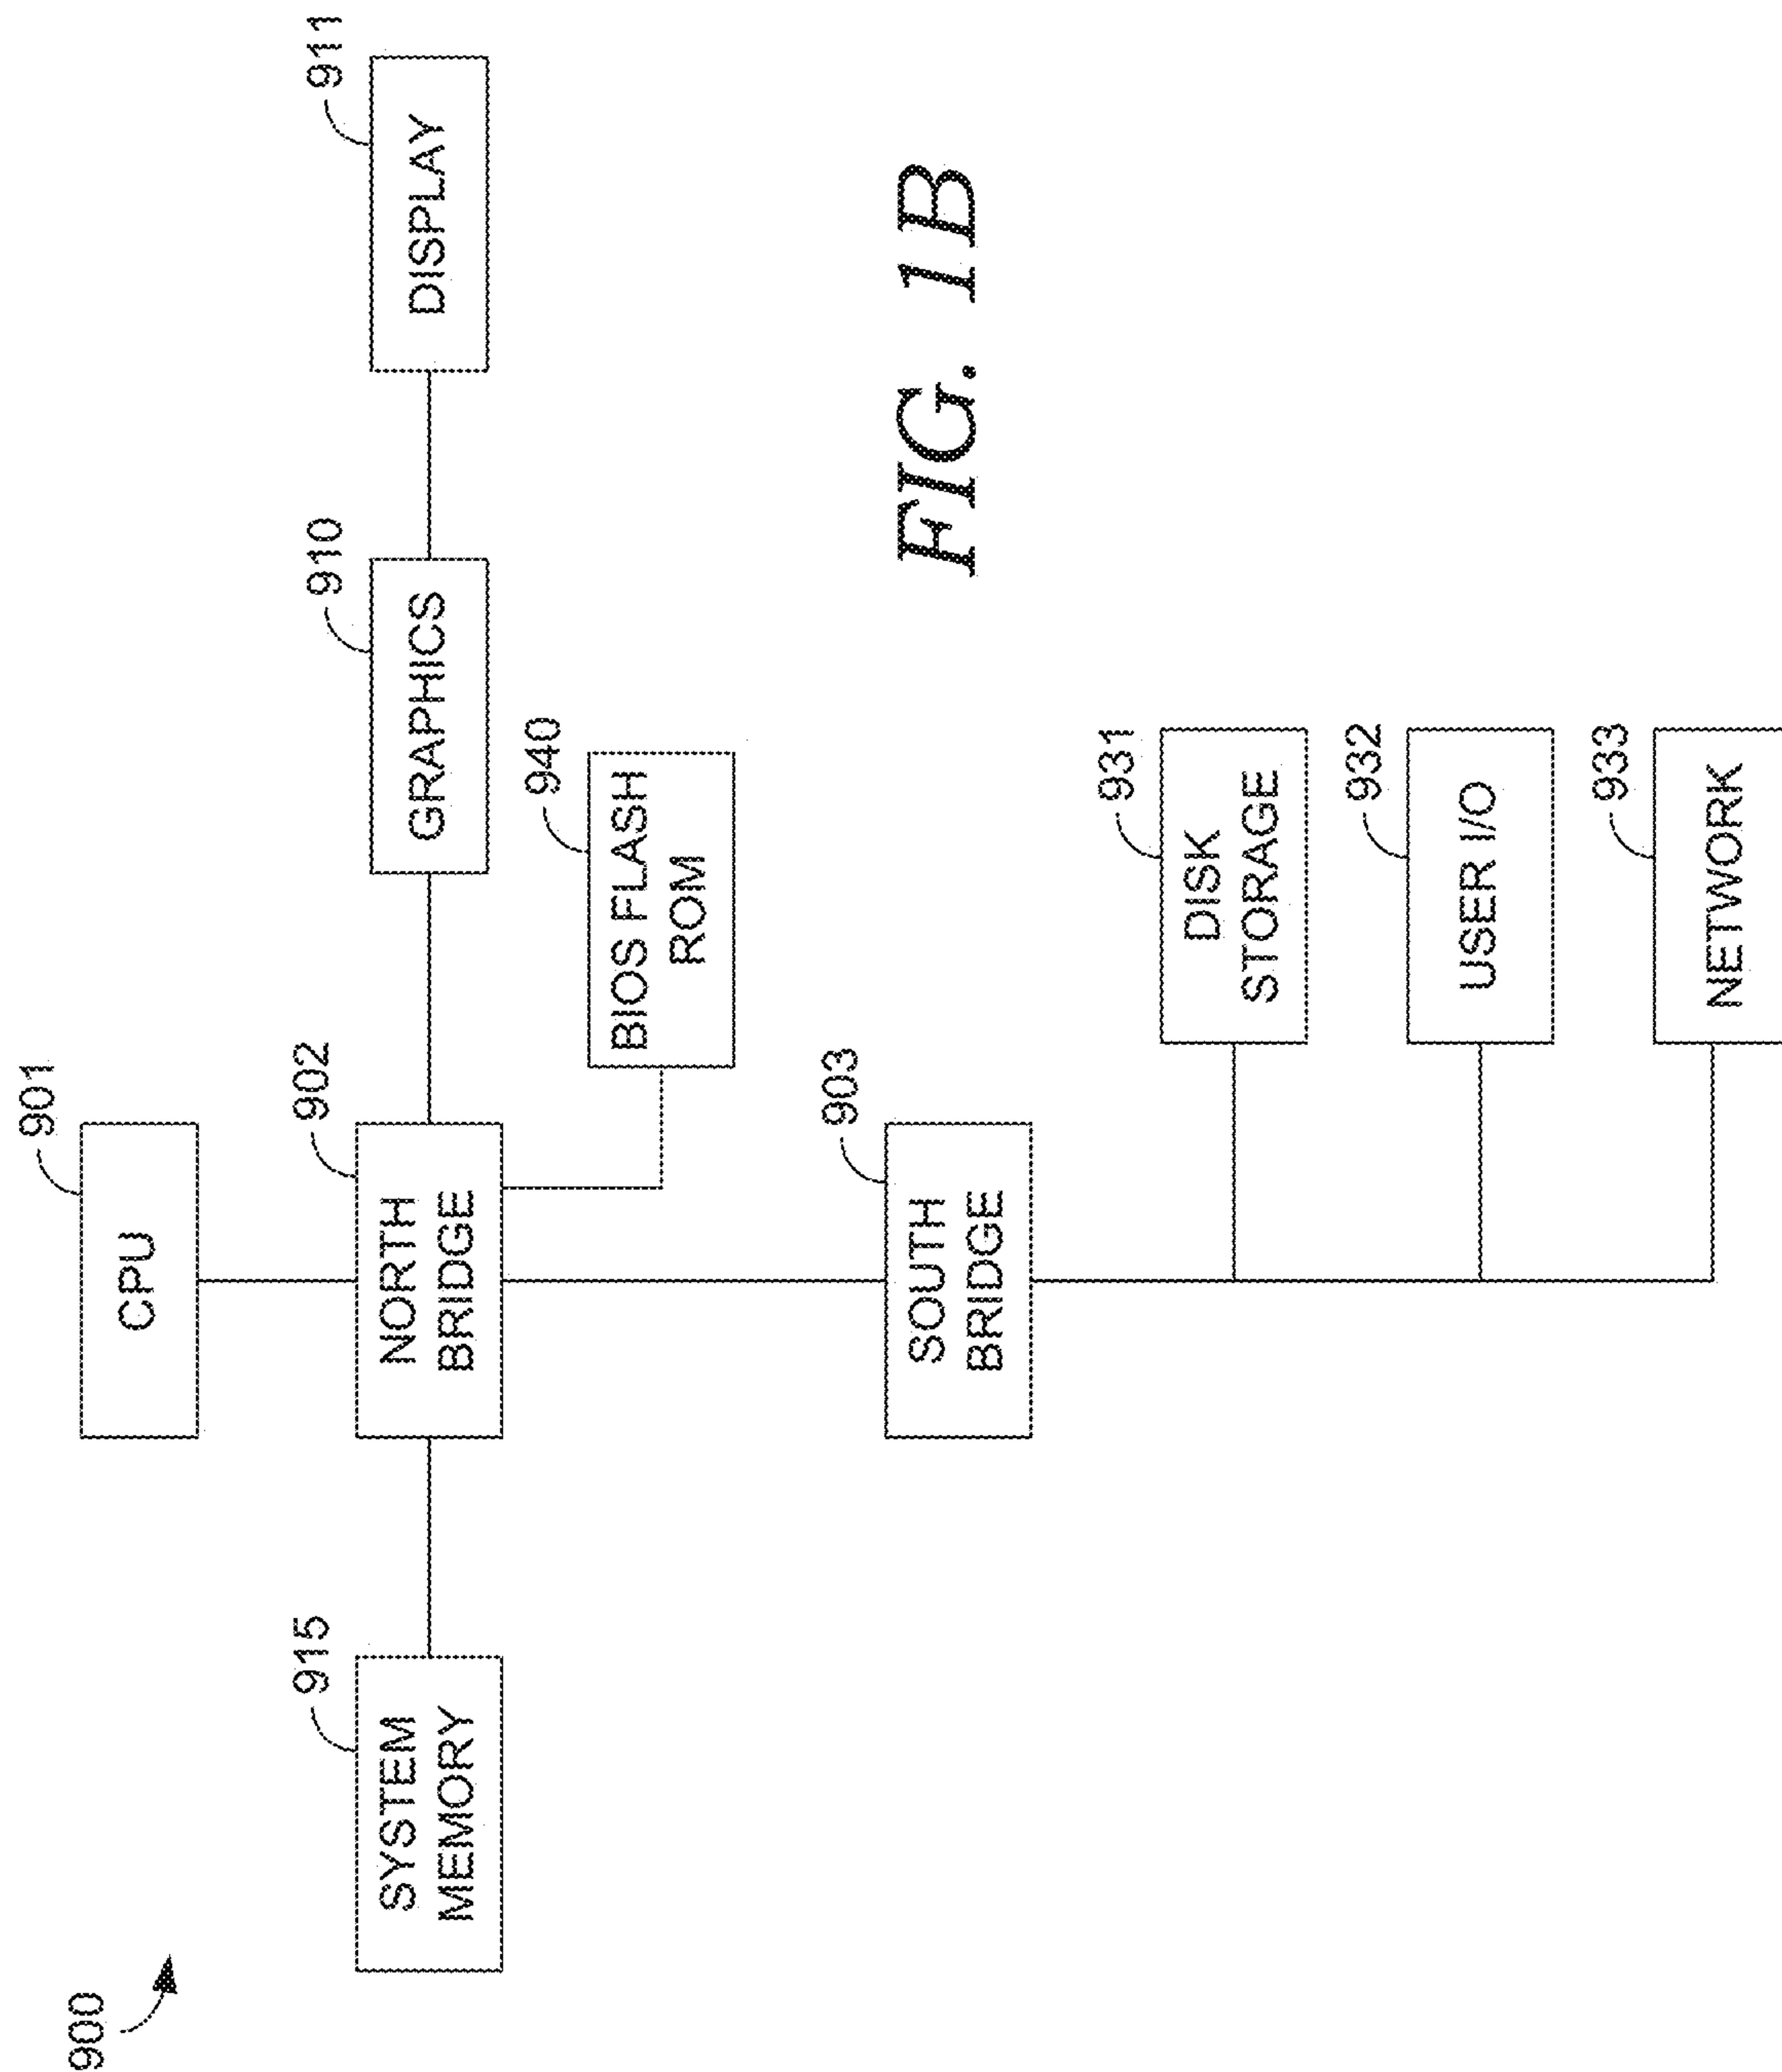 900
901
CPU
915
SYSTEM
MEMORY
902
NORTH
BRIDGE
910
GRAPHICS
911
DISPLAY
940
BIOS FLASH
ROM
903
SOUTH
BRIDGE
931
DISK
STORAGE
932
USER I/O
933
NETWORK
FIG. 1B